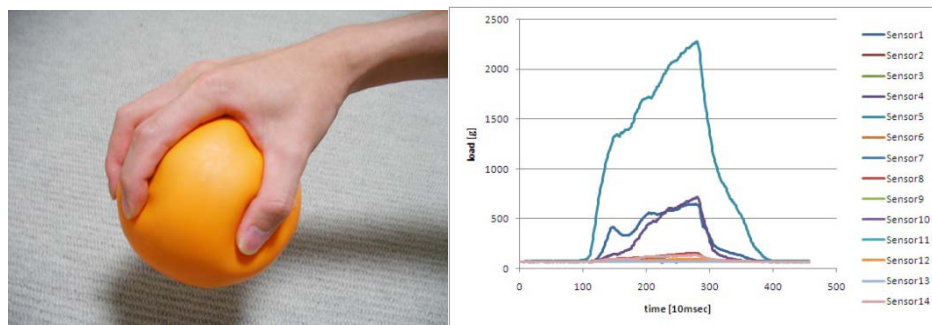 load [g]
2500
2000
1500
1000
500
0
0 100 200 300 400 500
time [10msec]
Sensor1
Sensor2
Sensor3
Sensor4
Sensor5
Sensor6
Sensor7
Sensor8
Sensor9
Sensor10
Sensor11
Sensor12
Sensor13
Sensor14